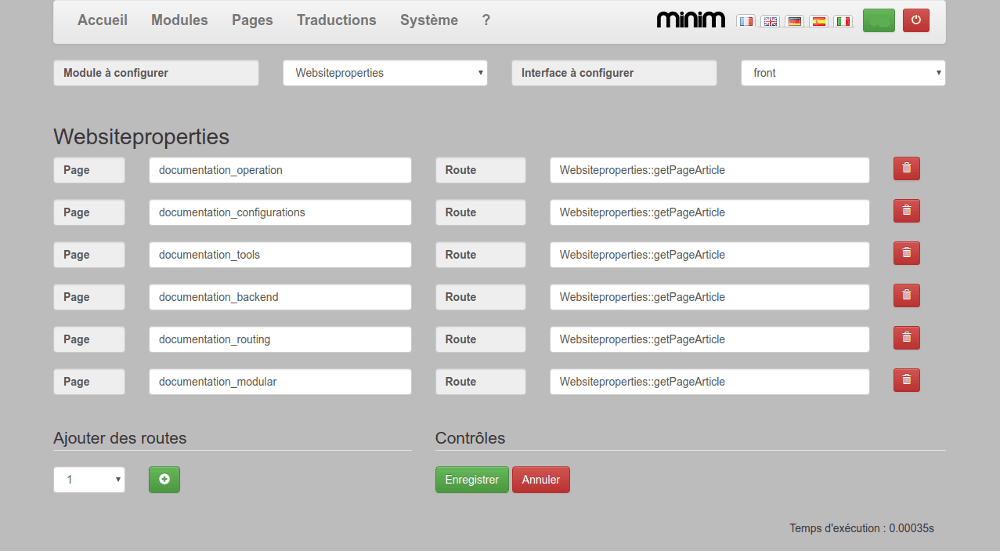 Accueil Modules Pages Traductions Système ? minim
Module à configurer Websiteproperties Interface à configurer front
Websiteproperties
Page documentation_operation Route Websiteproperties::getPageArticle
Page documentation_configurations Route Websiteproperties::getPageArticle
Page documentation_tools Route Websiteproperties::getPageArticle
Page documentation_backend Route Websiteproperties::getPageArticle
Page documentation_routing Route Websiteproperties::getPageArticle
Page documentation_modular Route Websiteproperties::getPageArticle
Ajouter des routes Contrôles
1 Enregistrer Annuler
Temps d'exécution : 0.00035s